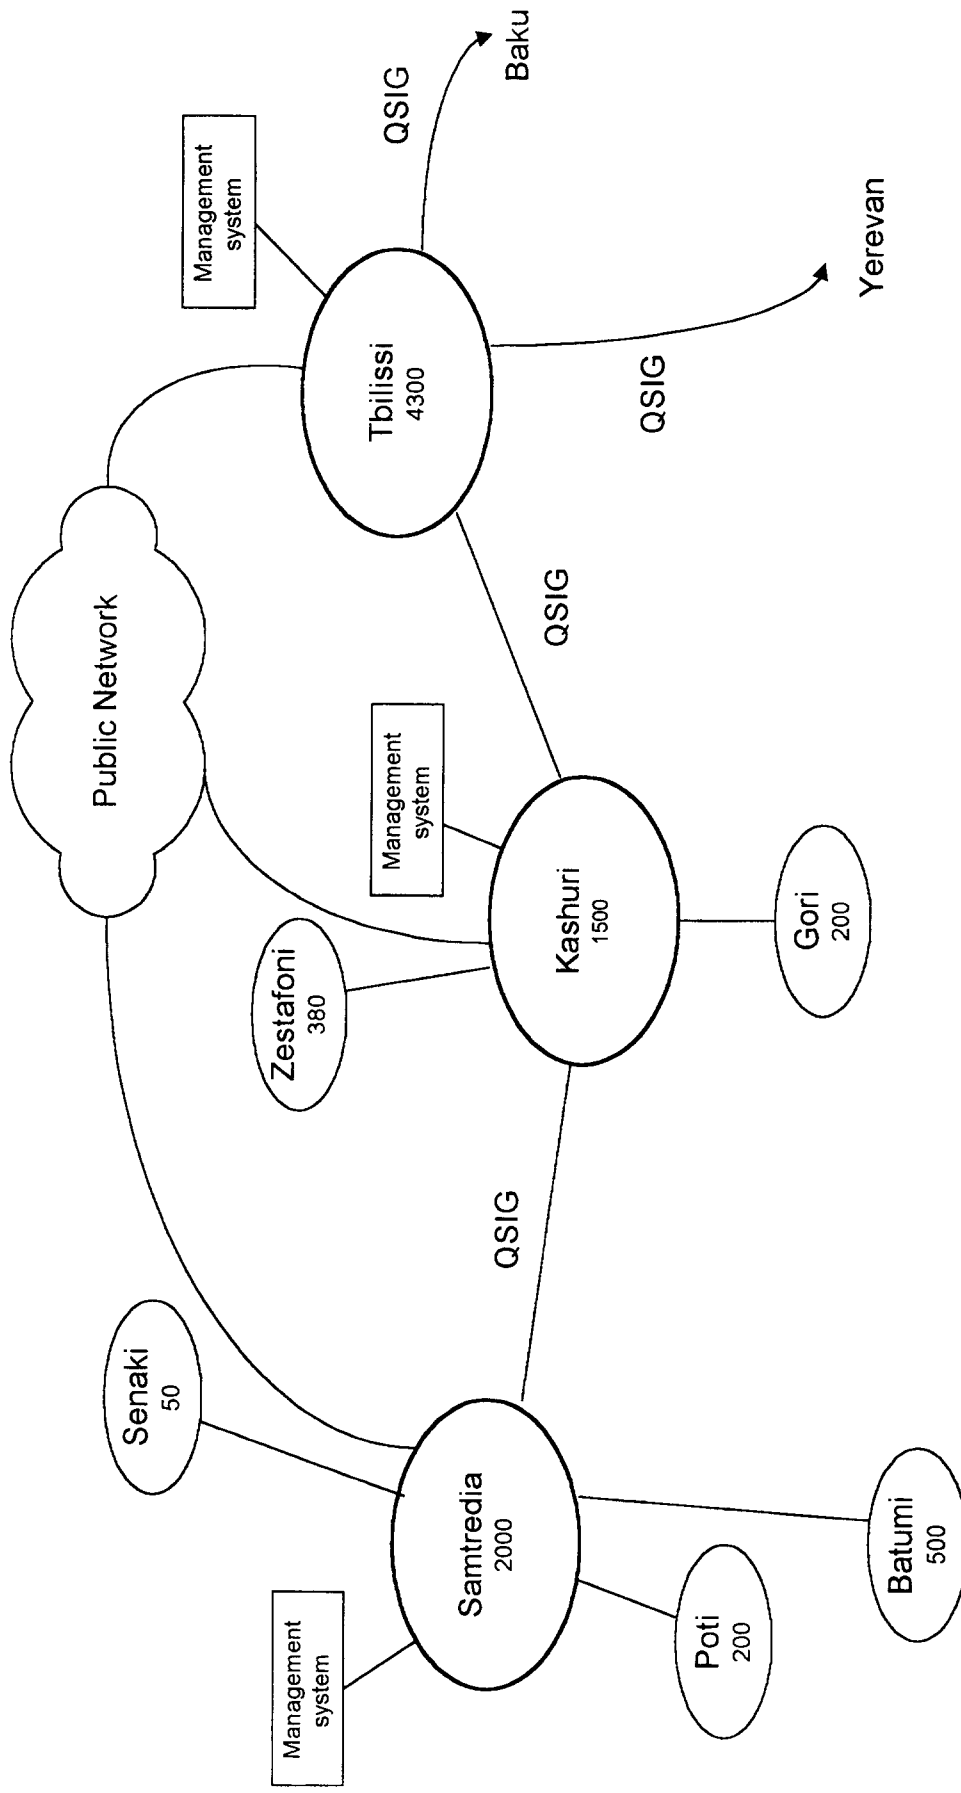 Public Network
Management
system
QSIG
Baku
Tbilissi
4300
QSIG
Yerevan
QSIG
Management
system
Kashuri
1500
Zestafoni
380
Gori
200
QSIG
Senaki
50
Samtredia
2000
Management
system
Poti
200
Batumi
500